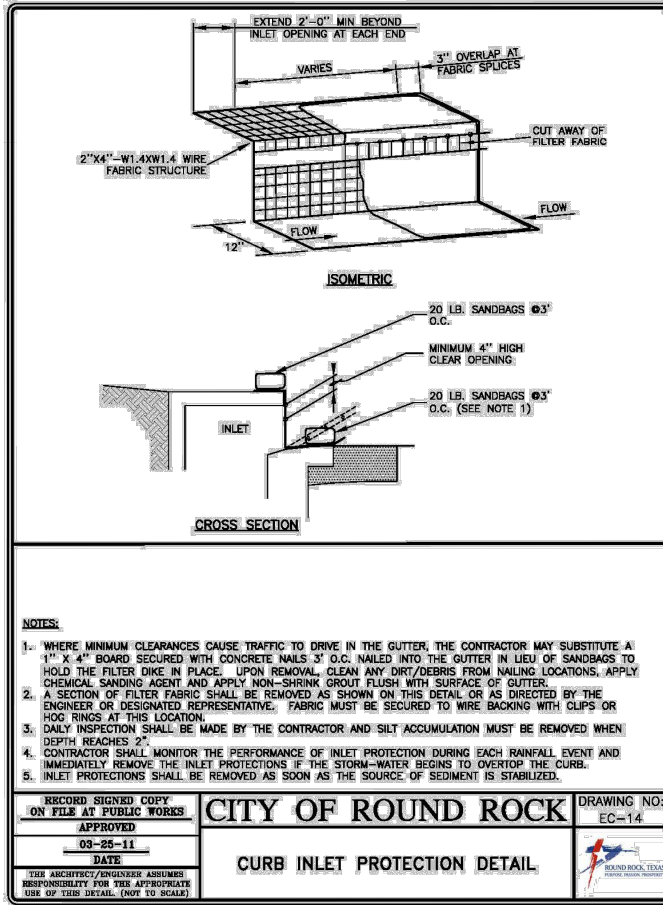 EXTEND 2'-0" MIN BEYOND
INLET OPENING AT EACH END
VARIES
3" OVERLAP AT
FABRIC SPLICES
CUT AWAY OF
FILTER FABRIC
2"X4"-W1.4XW1.4 WIRE
FABRIC STRUCTURE
FLOW
FLOW
12"
ISOMETRIC
20 LB. SANDBAGS @3'
O.C.
MINIMUM 4" HIGH
CLEAR OPENING
20 LB. SANDBAGS @3'
O.C. (SEE NOTE 1)
INLET
CROSS SECTION
NOTES:
1. WHERE MINIMUM CLEARANCES CAUSE TRAFFIC TO DRIVE IN THE GUTTER, THE CONTRACTOR MAY SUBSTITUTE A
1" X 4" BOARD SECURED WITH CONCRETE NAILS 3' O.C. NAILED INTO THE GUTTER IN LIEU OF SANDBAGS TO
HOLD THE FILTER DIKE IN PLACE. UPON REMOVAL, CLEAN ANY DIRT/DEBRIS FROM NAILING LOCATIONS, APPLY
CHEMICAL SANDING AGENT AND APPLY NON-SHRINK GROUT FLUSH WITH SURFACE OF GUTTER.
2. A SECTION OF FILTER FABRIC SHALL BE REMOVED AS SHOWN ON THIS DETAIL OR AS DIRECTED BY THE
ENGINEER OR DESIGNATED REPRESENTATIVE. FABRIC MUST BE SECURED TO WIRE BACKING WITH CLIPS OR
HOG RINGS AT THIS LOCATION.
3. DAILY INSPECTION SHALL BE MADE BY THE CONTRACTOR AND SILT ACCUMULATION MUST BE REMOVED WHEN
DEPTH REACHES 2".
4. CONTRACTOR SHALL MONITOR THE PERFORMANCE OF INLET PROTECTION DURING EACH RAINFALL EVENT AND
IMMEDIATELY REMOVE THE INLET PROTECTIONS IF THE STORM-WATER BEGINS TO OVERTOP THE CURB.
5. INLET PROTECTIONS SHALL BE REMOVED AS SOON AS THE SOURCE OF SEDIMENT IS STABILIZED.
RECORD SIGNED COPY
ON FILE AT PUBLIC WORKS
APPROVED
03-25-11
DATE
THE ARCHITECT/ENGINEER ASSUMES
RESPONSIBILITY FOR THE APPROPRIATE
USE OF THIS DETAIL. (NOT TO SCALE)
CITY OF ROUND ROCK
CURB INLET PROTECTION DETAIL
DRAWING NO:
EC-14
ROUND ROCK, TEXAS
PURPOSE. PASSION. PROSPERITY.